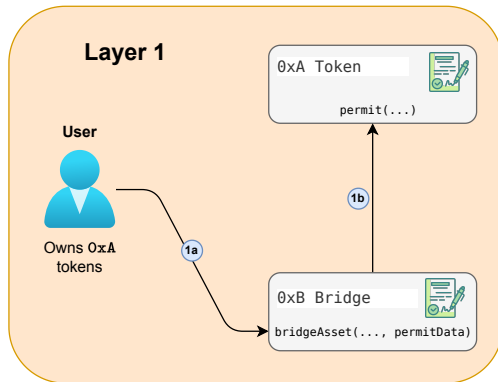 Layer 1
0xA Token
permit(...)
User
1b
Owns 0xA
tokens
1a
0xB Bridge
bridgeAsset(..., permitData)